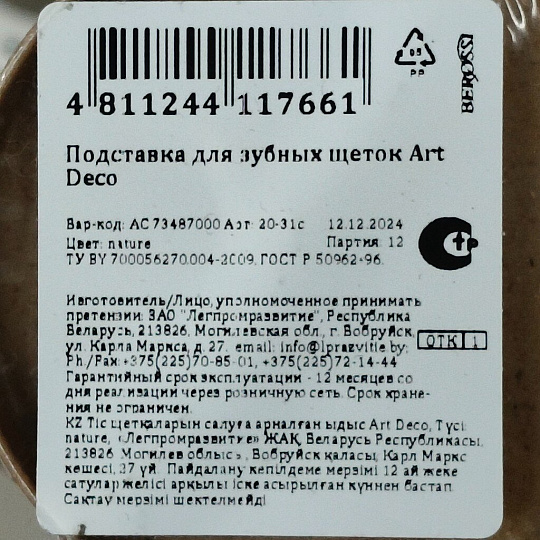 05
PP
BEROSSI
4 811244 117661
Подставка для зубных щеток Art
Deco
Вар-код: АС 73487000 Арт: 20-31с 12.12.2024
Цвет: nature Партия: 12
ТУ BY 700056270.004-2009. ГОСТ Р 50962-96.
Изготовитель/Лицо, уполномоченное принимать
претензии: ЗАО "Легпромразвитие", Республика
Беларусь, 213826, Могилевская обл., г. Бобруйск,
ул. Карла Маркса, д. 27. email: info@lprazvitie.by;
ОТК 1
Ph./Fax:+375(225)70-85-01, +375(225)72-14-44
Гарантийный срок эксплуатации - 12 месяцев со
дня реализации через розничную сеть. Срок хране-
ния не ограничен.
KZ Тіс щеткаларын салуға арналған ыдыс Art Deco, Түсі:
nature, «Легпромразвитие» ЖАҚ, Беларусь Республикасы,
213826 Могилев облысы, Бобруйск қаласы, Карл Маркс
көшесі, 27 үй. Пайдалану кепілдеме мерзімі 12 ай жеке
сатулар желісі арқылы іске асырылған күннен бастап.
Сақтау мерзімі шектелмейді